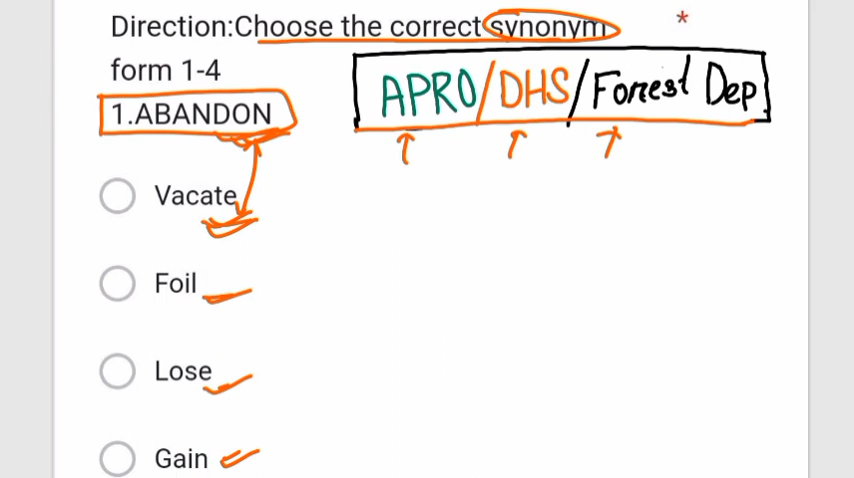 Direction:Choose the correct synonym *
form 1-4
APRO/DHS/Forest Dep.
1.ABANDON
Vacate
Foil
Lose
Gain